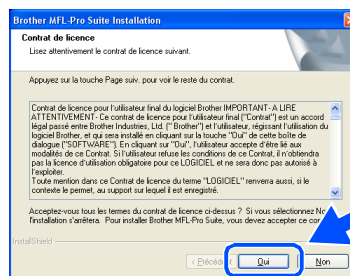 Brother MFL-Pro Suite Installation
Contrat de licence
Lisez attentivement le contrat de licence suivant.
Appuyez sur la touche Page suiv. pour voir le reste du contrat.
Contrat de licence pour l'utilisateur final du logiciel Brother IMPORTANT- A LIRE
ATTENTIVEMENT- Ce contrat de licence pour l'utilisateur final ("Contrat") est un accord
légal passé entre Brother Industries, Ltd. ("Brother") et l'utilisateur, régissant l'utilisation du
logiciel Brother, et qui sera installé en cliquant sur la touche "Oui" de cette boîte de
dialogue ("SOFTWARE"). En cliquant sur "Oui", l'utilisateur accepte d'être lié aux
modalités de ce Contrat. Si l'utilisateur refuse les conditions de ce Contrat, il n'obtiendra
pas la licence d'utilisation obligatoire pour ce LOGICIEL et ne sera donc pas autorisé à
l'exploiter.
Toute mention dans ce Contrat de licence du terme "LOGICIEL" renverra aussi, si le
contexte le permet, au support sur lequel il est enregistré.
Acceptez-vous tous les termes du contrat de licence ci-dessus ? Si vous sélectionnez No
l'installation s'arrêtera. Pour installer Brother MFL-Pro Suite, vous devez accepter ce con
InstallShield
< Précéd
Oui
Non